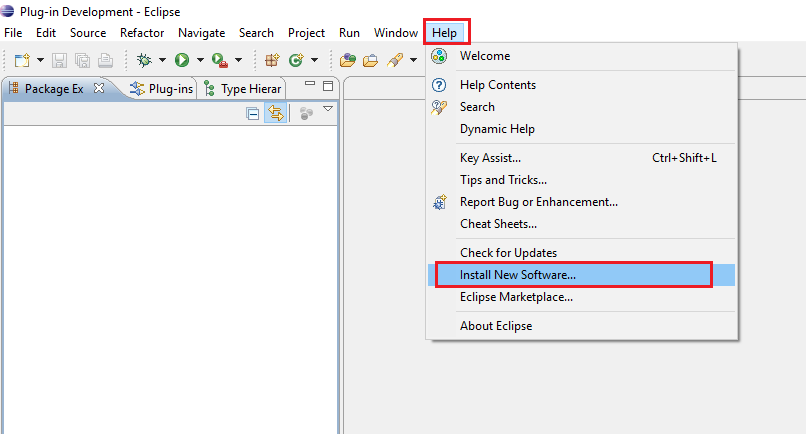 Plug-in Development - Eclipse
File Edit Source Refactor Navigate Search Project Run Window Help
Package Ex Plug-ins Type Hierar
Welcome
Help Contents
Search
Dynamic Help
Key Assist... Ctrl+Shift+L
Tips and Tricks...
Report Bug or Enhancement...
Cheat Sheets...
Check for Updates
Install New Software...
Eclipse Marketplace...
About Eclipse